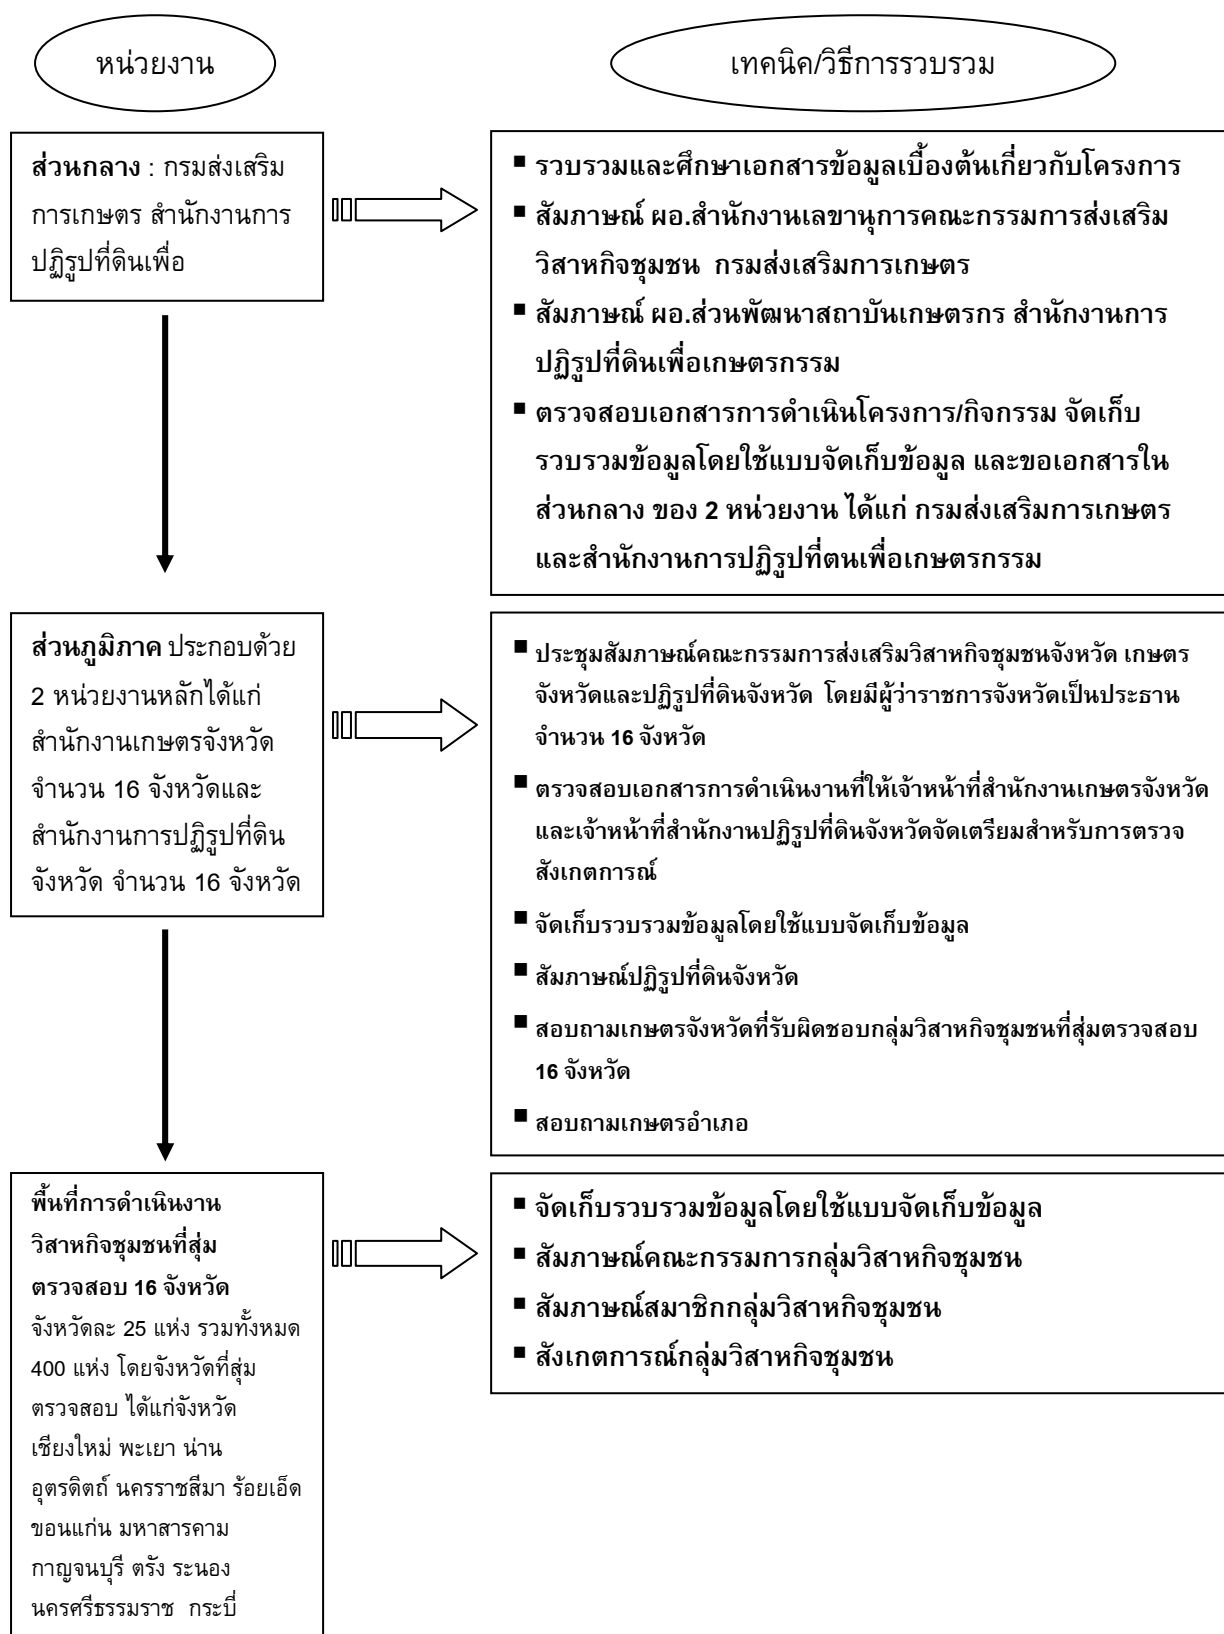 หน่วยงาน
เทคนิค/วิธีการรวบรวม
ส่วนกลาง : กรมส่งเสริม
การเกษตร สำนักงานการ
ปฏิรูปที่ดินเพื่อ
▪ รวบรวมและศึกษาเอกสารข้อมูลเบื้องต้นเกี่ยวกับโครงการ
▪ สัมภาษณ์ ผอ.สำนักงานเลขานุการคณะกรรมการส่งเสริม
วิสาหกิจชุมชน กรมส่งเสริมการเกษตร
▪ สัมภาษณ์ ผอ.ส่วนพัฒนาสถาบันเกษตรกร สำนักงานการ
ปฏิรูปที่ดินเพื่อเกษตรกรรม
▪ ตรวจสอบเอกสารการดำเนินโครงการ/กิจกรรม จัดเก็บ
รวบรวมข้อมูลโดยใช้แบบจัดเก็บข้อมูล และขอเอกสารใน
ส่วนกลาง ของ 2 หน่วยงาน ได้แก่ กรมส่งเสริมการเกษตร
และสำนักงานการปฏิรูปที่ตนเพื่อเกษตรกรรม
ส่วนภูมิภาค ประกอบด้วย
2 หน่วยงานหลักได้แก่
สำนักงานเกษตรจังหวัด
จำนวน 16 จังหวัดและ
สำนักงานการปฏิรูปที่ดิน
จังหวัด จำนวน 16 จังหวัด
▪ ประชุมสัมภาษณ์คณะกรรมการส่งเสริมวิสาหกิจชุมชนจังหวัด เกษตร
จังหวัดและปฏิรูปที่ดินจังหวัด โดยมีผู้ว่าราชการจังหวัดเป็นประธาน
จำนวน 16 จังหวัด
▪ ตรวจสอบเอกสารการดำเนินงานที่ให้เจ้าหน้าที่สำนักงานเกษตรจังหวัด
และเจ้าหน้าที่สำนักงานปฏิรูปที่ดินจังหวัดจัดเตรียมสำหรับการตรวจ
สังเกตการณ์
▪ จัดเก็บรวบรวมข้อมูลโดยใช้แบบจัดเก็บข้อมูล
▪ สัมภาษณ์ปฏิรูปที่ดินจังหวัด
▪ สอบถามเกษตรจังหวัดที่รับผิดชอบกลุ่มวิสาหกิจชุมชนที่สุ่มตรวจสอบ
16 จังหวัด
▪ สอบถามเกษตรอำเภอ
พื้นที่การดำเนินงาน
วิสาหกิจชุมชนที่สุ่ม
ตรวจสอบ 16 จังหวัด
จังหวัดละ 25 แห่ง รวมทั้งหมด
400 แห่ง โดยจังหวัดที่สุ่ม
ตรวจสอบ ได้แก่จังหวัด
เชียงใหม่ พะเยา น่าน
อุตรดิตถ์ นครราชสีมา ร้อยเอ็ด
ขอนแก่น มหาสารคาม
กาญจนบุรี ตรัง ระนอง
นครศรีธรรมราช กระบี่
▪ จัดเก็บรวบรวมข้อมูลโดยใช้แบบจัดเก็บข้อมูล
▪ สัมภาษณ์คณะกรรมการกลุ่มวิสาหกิจชุมชน
▪ สัมภาษณ์สมาชิกกลุ่มวิสาหกิจชุมชน
▪ สังเกตการณ์กลุ่มวิสาหกิจชุมชน